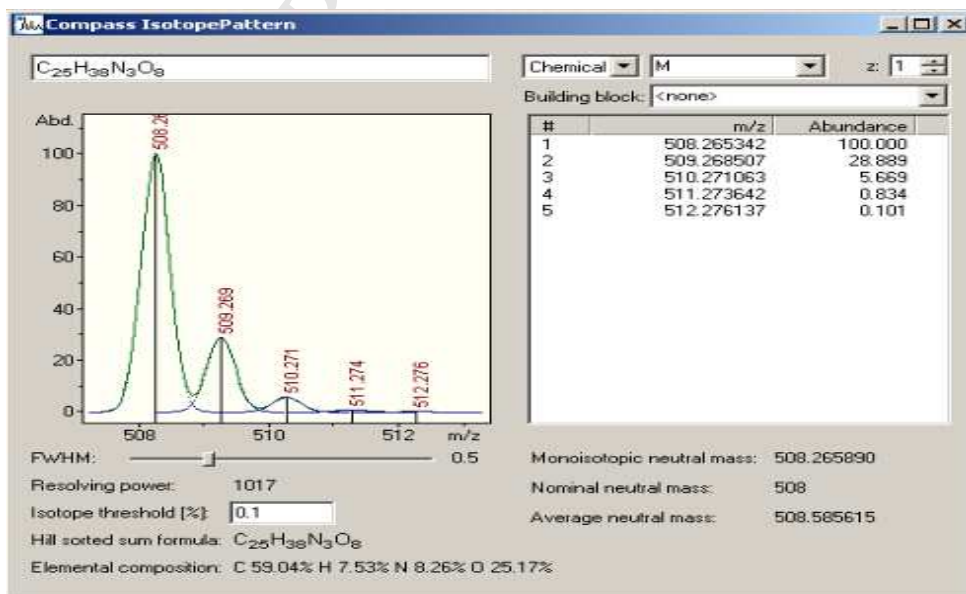 Compass IsotopePattern
C25H38N3O8
Chemical M z: 1
Building block: <none>
Abd.
100
80
60
40
20
0
508.26
509.269
510.271
511.274
512.276
508 510 512 m/z
# m/z Abundance
1 508.265342 100.000
2 509.268507 28.889
3 510.271063 5.669
4 511.273642 0.834
5 512.276137 0.101
FWHM: 0.5
Resolving power: 1017
Isotope threshold [%]: 0.1
Hill sorted sum formula: C25H38N3O8
Elemental composition: C 59.04% H 7.53% N 8.26% O 25.17%
Monoisotopic neutral mass: 508.265890
Nominal neutral mass: 508
Average neutral mass: 508.585615